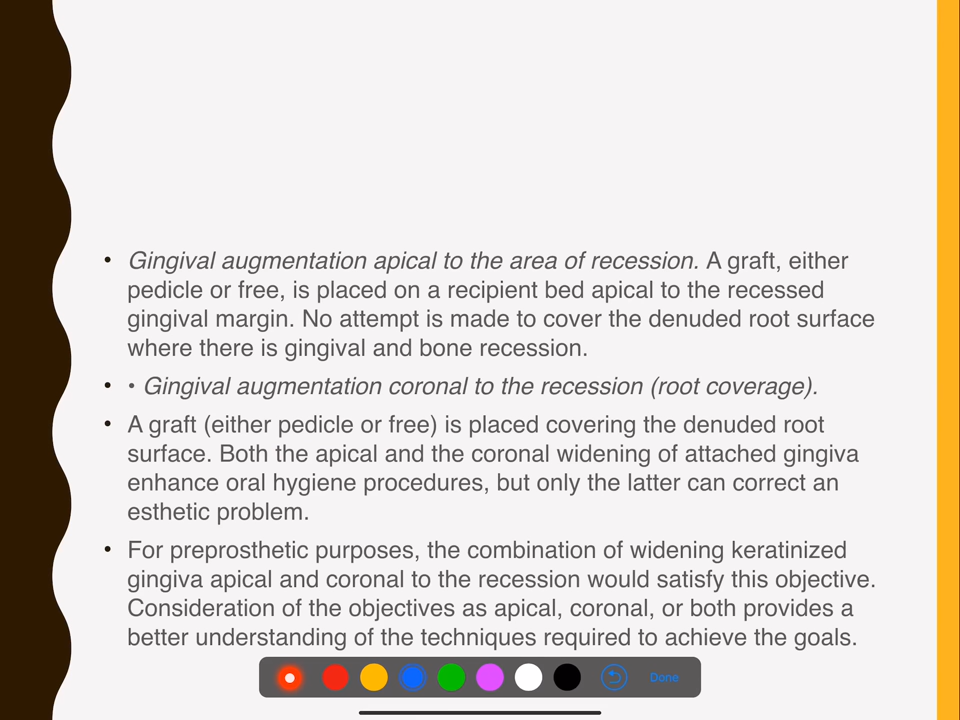 • Gingival augmentation apical to the area of recession. A graft, either
pedicle or free, is placed on a recipient bed apical to the recessed
gingival margin. No attempt is made to cover the denuded root surface
where there is gingival and bone recession.
• • Gingival augmentation coronal to the recession (root coverage).
• A graft (either pedicle or free) is placed covering the denuded root
surface. Both the apical and the coronal widening of attached gingiva
enhance oral hygiene procedures, but only the latter can correct an
esthetic problem.
• For preprosthetic purposes, the combination of widening keratinized
gingiva apical and coronal to the recession would satisfy this objective.
Consideration of the objectives as apical, coronal, or both provides a
better understanding of the techniques required to achieve the goals.
Done